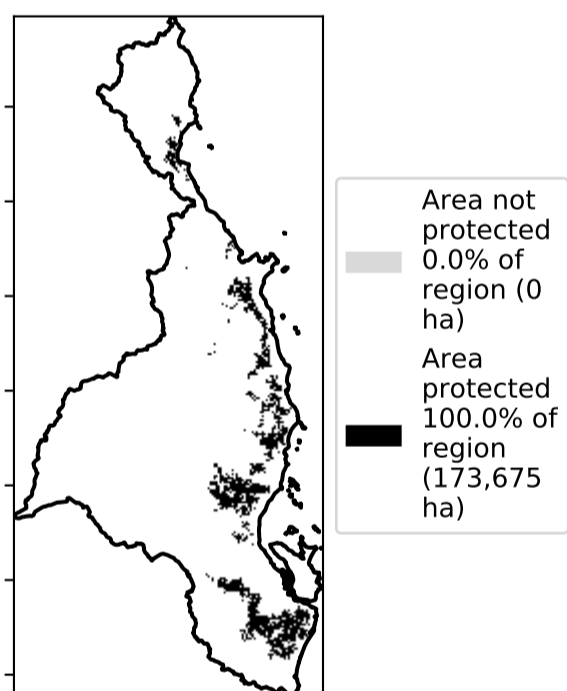 Area not
protected
0.0% of
region (0
ha)
Area
protected
100.0% of
region
(173,675
ha)